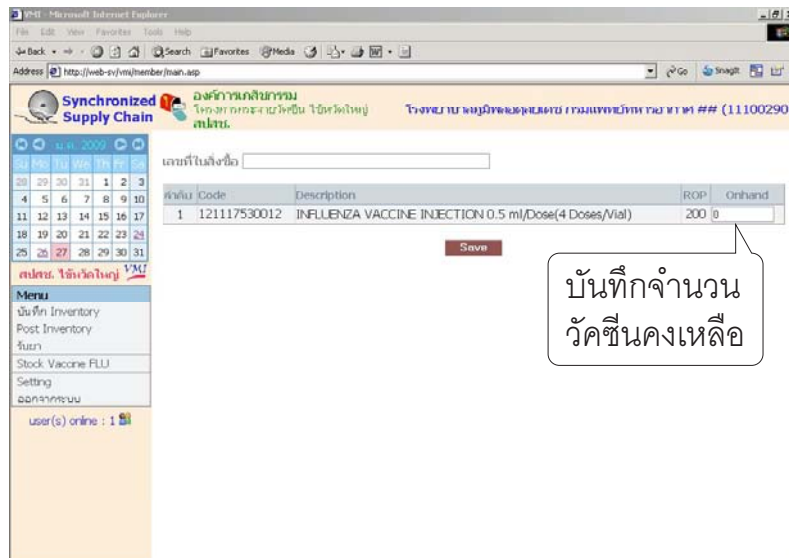 VMI - Microsoft Internet Explorer
File Edit View Favorites Tools Help
Back Search Favorites Media
Address http://web-sv/vmi/member/main.asp Go SnagIt
Synchronized
Supply Chain
องค์การเภสัชกรรม
สปสช.
## (11100290
ม.ค. 2009
Su Mo Tu We Th Fr Sa
28 29 30 31 1 2 3
4 5 6 7 8 9 10
11 12 13 14 15 16 17
18 19 20 21 22 23 24
25 26 27 28 29 30 31
สปสช. ไข้หวัดใหญ่ VMI
เลขที่ใบสั่งซื้อ
ลำดับ Code Description ROP Onhand
1 121117530012 INFLUENZA VACCINE INJECTION 0.5 ml/Dose(4 Doses/Vial) 200 0
Save
บันทึกจำนวน
วัคซีนคงเหลือ
Menu
บันทึก Inventory
Post Inventory
รับยา
Stock Vaccine FLU
Setting
ออกจากระบบ
user(s) online : 1